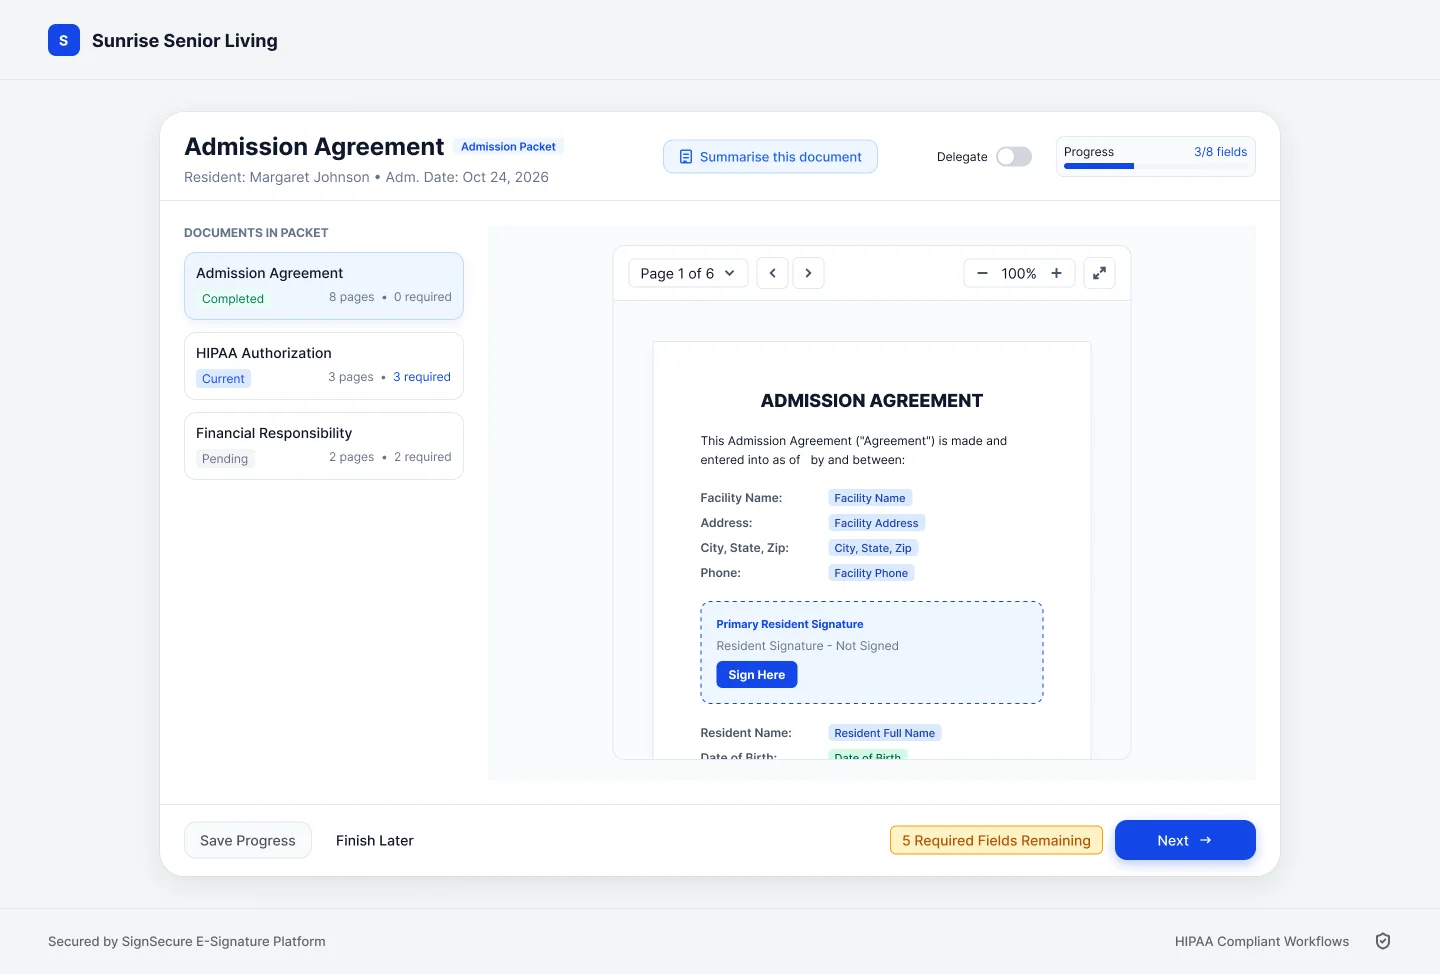 S
Sunrise Senior Living
Admission Agreement Admission Packet
Resident: Margaret Johnson • Adm. Date: Oct 24, 2026
Summarise this document
Delegate
Progress 3/8 fields
DOCUMENTS IN PACKET
Admission Agreement
Completed 8 pages • 0 required
HIPAA Authorization
Current 3 pages • 3 required
Financial Responsibility
Pending 2 pages • 2 required
Page 1 of 6
100%
ADMISSION AGREEMENT
This Admission Agreement ("Agreement") is made and
entered into as of by and between:
Facility Name: Facility Name
Address: Facility Address
City, State, Zip: City, State, Zip
Phone: Facility Phone
Primary Resident Signature
Resident Signature - Not Signed
Sign Here
Resident Name: Resident Full Name
Date of Birth: Date of Birth
Save Progress
Finish Later
5 Required Fields Remaining
Next →
Secured by SignSecure E-Signature Platform
HIPAA Compliant Workflows